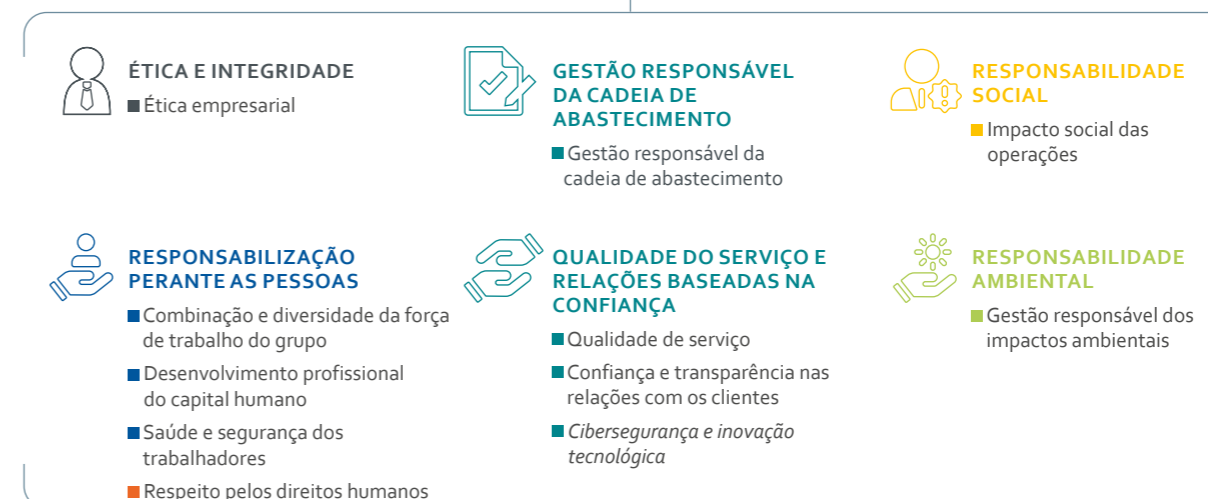 ÉTICA E INTEGRIDADE
Ética empresarial
GESTÃO RESPONSÁVEL
DA CADEIA DE
ABASTECIMENTO
Gestão responsável da
cadeia de abastecimento
RESPONSABILIDADE
SOCIAL
Impacto social das
operações
RESPONSABILIZAÇÃO
PERANTE AS PESSOAS
Combinação e diversidade da força
de trabalho do grupo
Desenvolvimento profissional
do capital humano
Saúde e segurança dos
trabalhadores
Respeito pelos direitos humanos
QUALIDADE DO SERVIÇO E
RELAÇÕES BASEADAS NA
CONFIANÇA
Qualidade de serviço
Confiança e transparência nas
relações com os clientes
Cibersegurança e inovação
tecnológica
RESPONSABILIDADE
AMBIENTAL
Gestão responsável dos
impactos ambientais